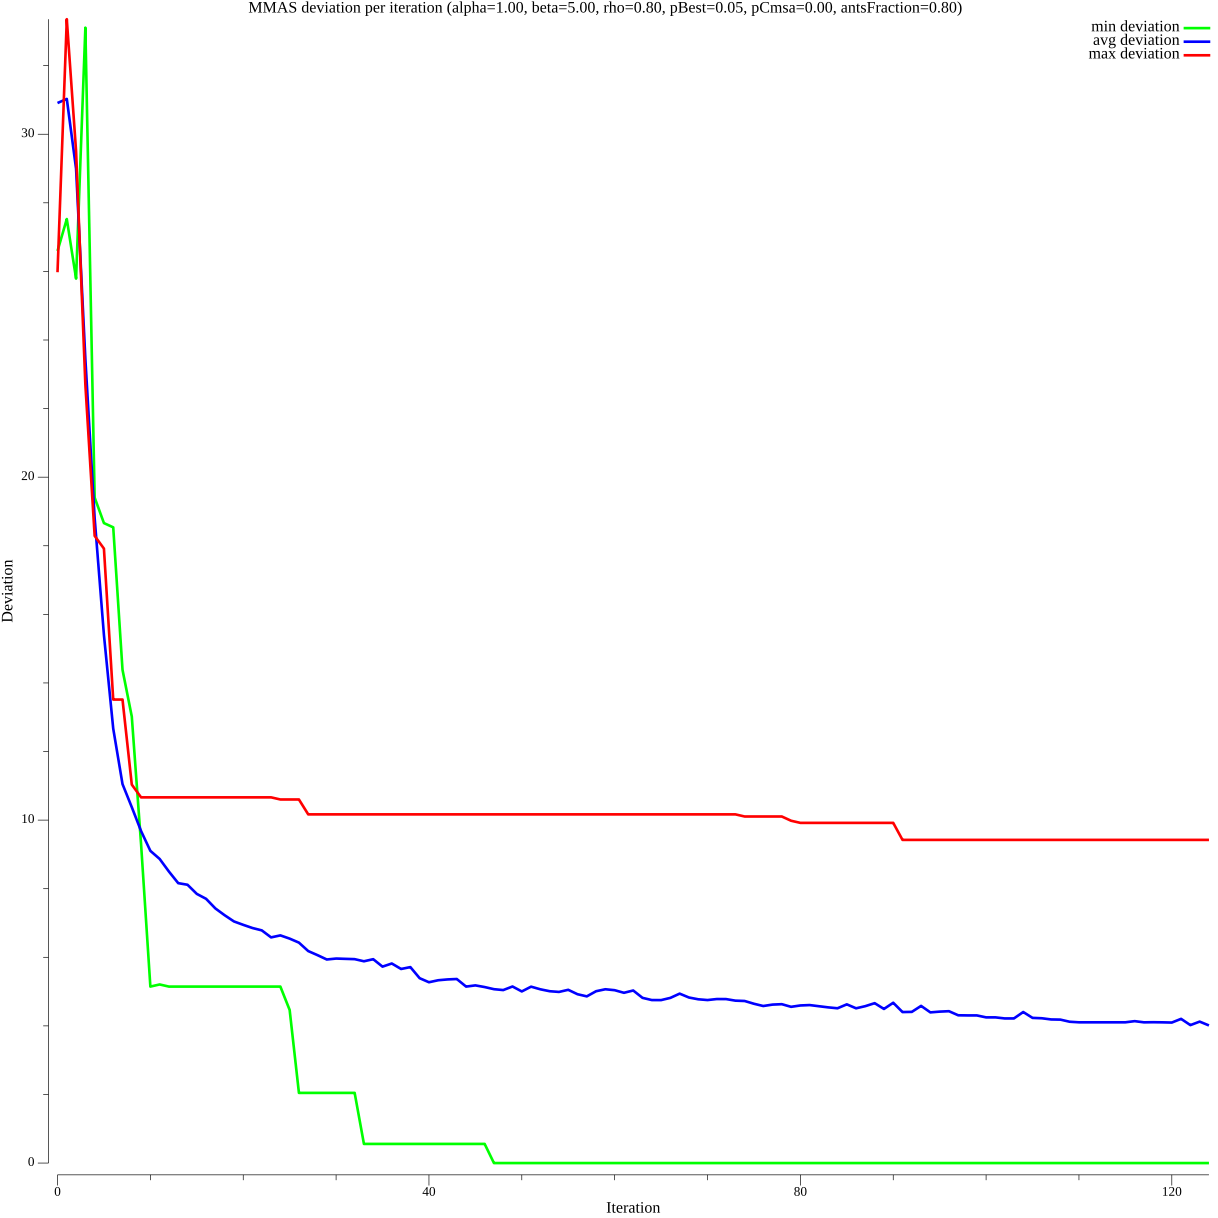 MMAS deviation per iteration (alpha=1.00, beta=5.00, rho=0.80, pBest=0.05, pCmsa=0.00, antsFraction=0.80)
min deviation
avg deviation
max deviation
30
20
10
0
Deviation
0
40
80
120
Iteration